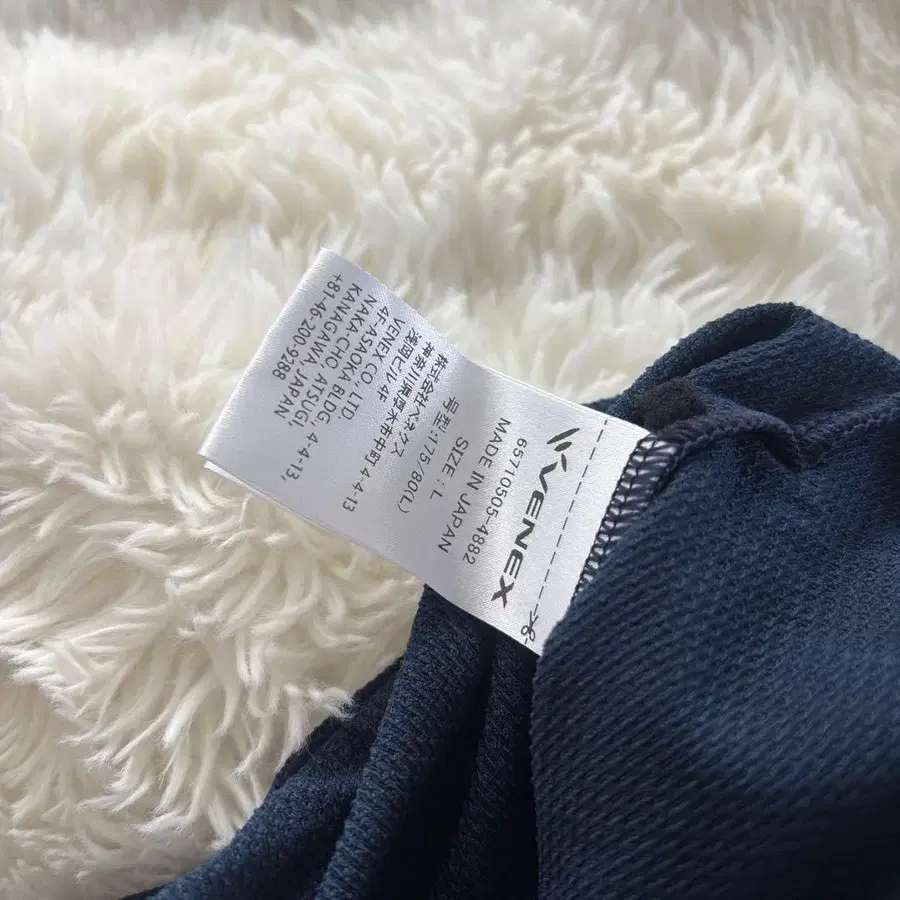 VENEX
65710505-4882
MADE IN JAPAN
SIZE : L
号型:175/80(L)
株式会社ベネクス
神奈川県厚木市中町4-4-13
浅岡ビル 4F
VENEX CO, LTD.
4F-ASAOKA BLDG, 4-4-13,
NAKA-CHO, ATSUGI,
KANAGAWA, JAPAN
+81-46-200-9288